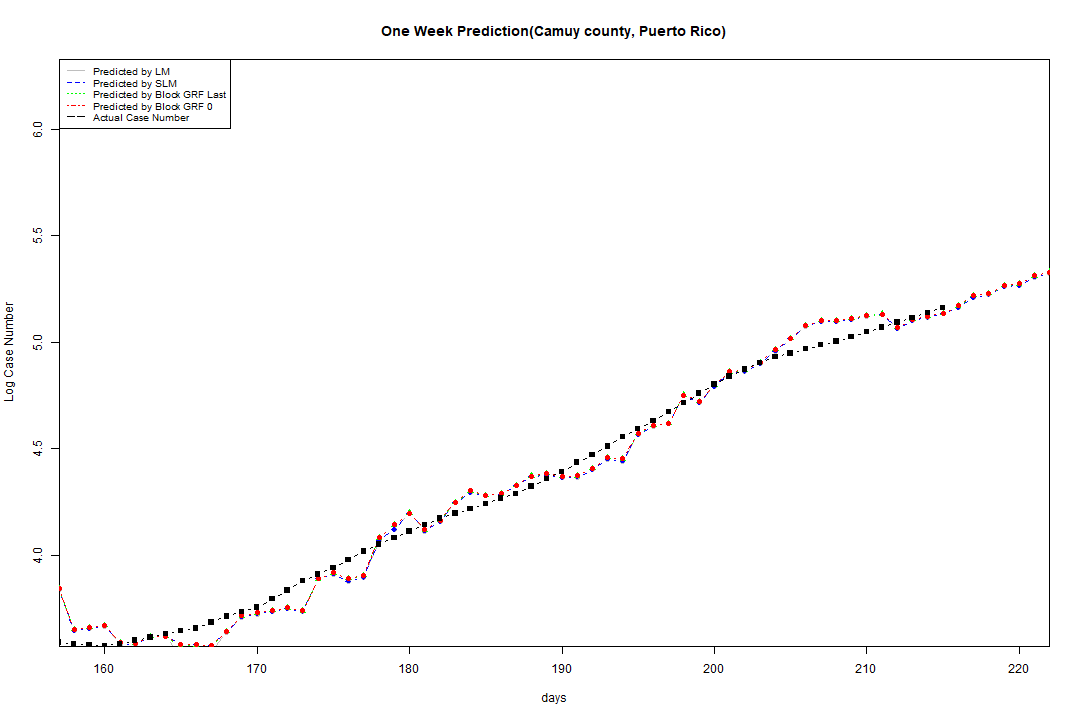 One Week Prediction(Camuy county, Puerto Rico)
Predicted by LM
Predicted by SLM
Predicted by Block GRF Last
Predicted by Block GRF 0
Actual Case Number
Log Case Number
6.0
5.5
5.0
4.5
4.0
160 170 180 190 200 210 220
days